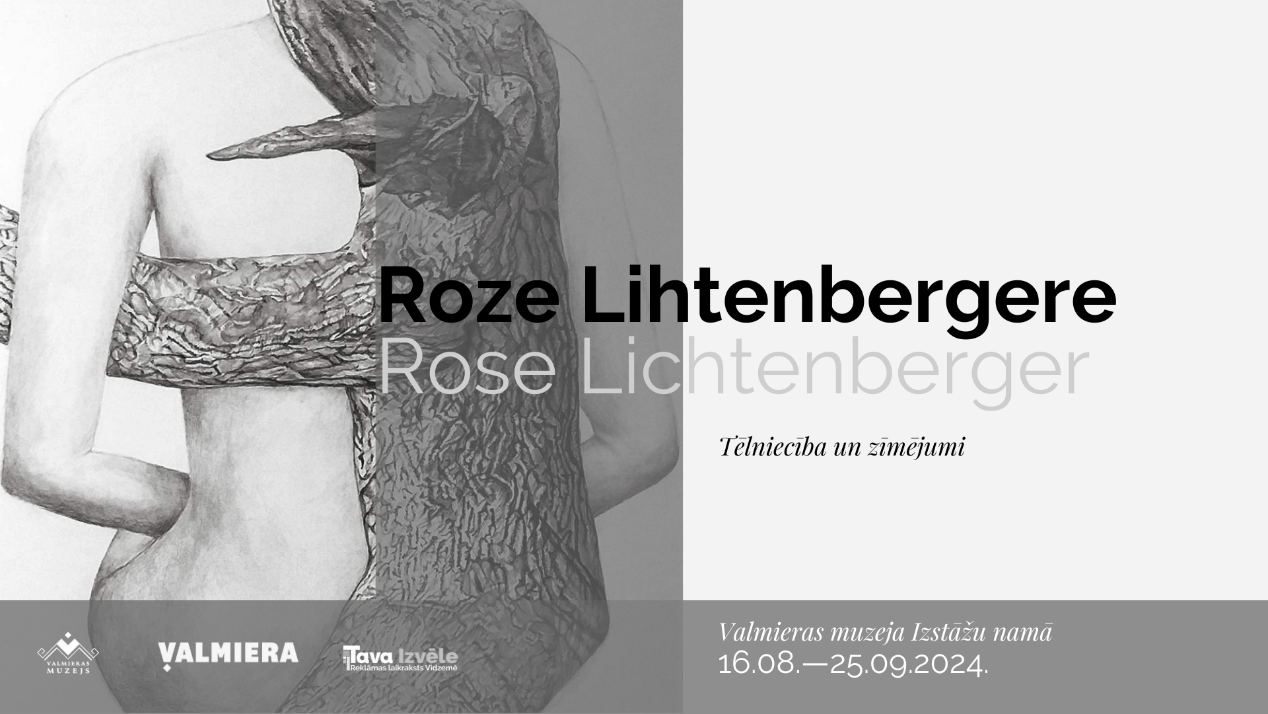 Roze Lihtenbergere
Rose Lichtenberger
Tēlniecība un zīmējumi
Valmieras muzeja Izstāžu namā
16.08.—25.09.2024.
VALMIERAS
MUZEJS
VALMIERA
Tava Izvēle
Reklāmas laikraksts Vidzemē